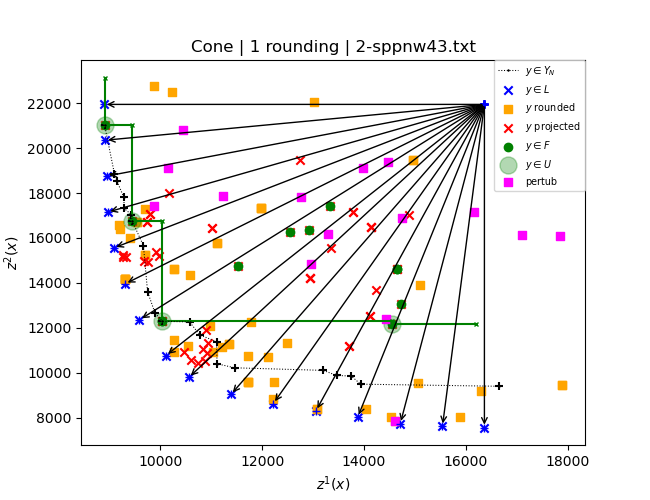 Cone | 1 rounding | 2-sppnw43.txt
z²(x)
22000
20000
18000
16000
14000
12000
10000
8000
10000 12000 14000 16000 18000
z¹(x)
y ∈ Y_N
y ∈ L
y rounded
y projected
y ∈ F
y ∈ U
pertub